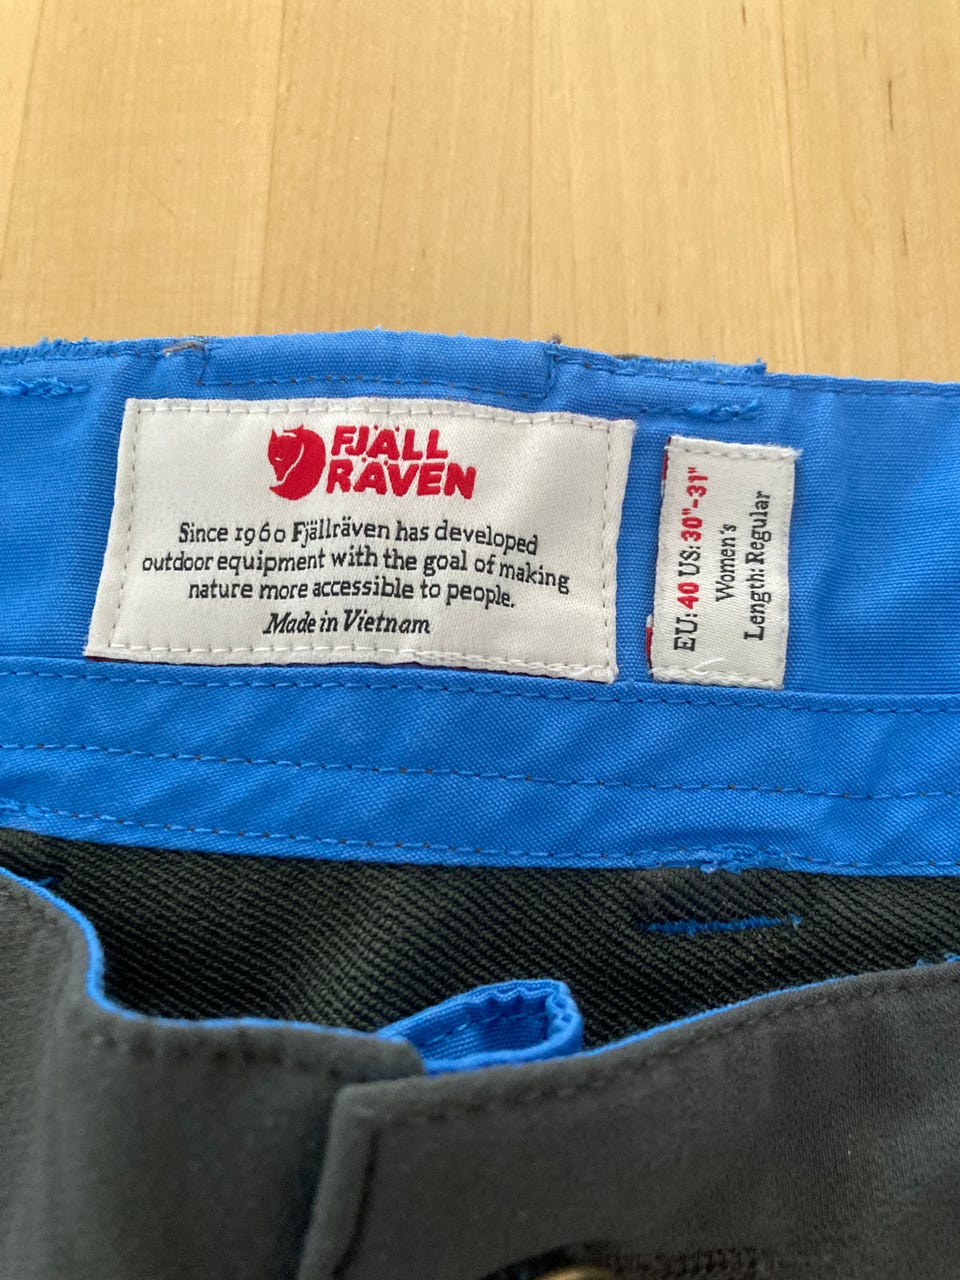 FJÄLL
RÄVEN
Since 1960 Fjällräven has developed
outdoor equipment with the goal of making
nature more accessible to people.
Made in Vietnam
EU: 40 US: 30"-31"
Women's
Length: Regular